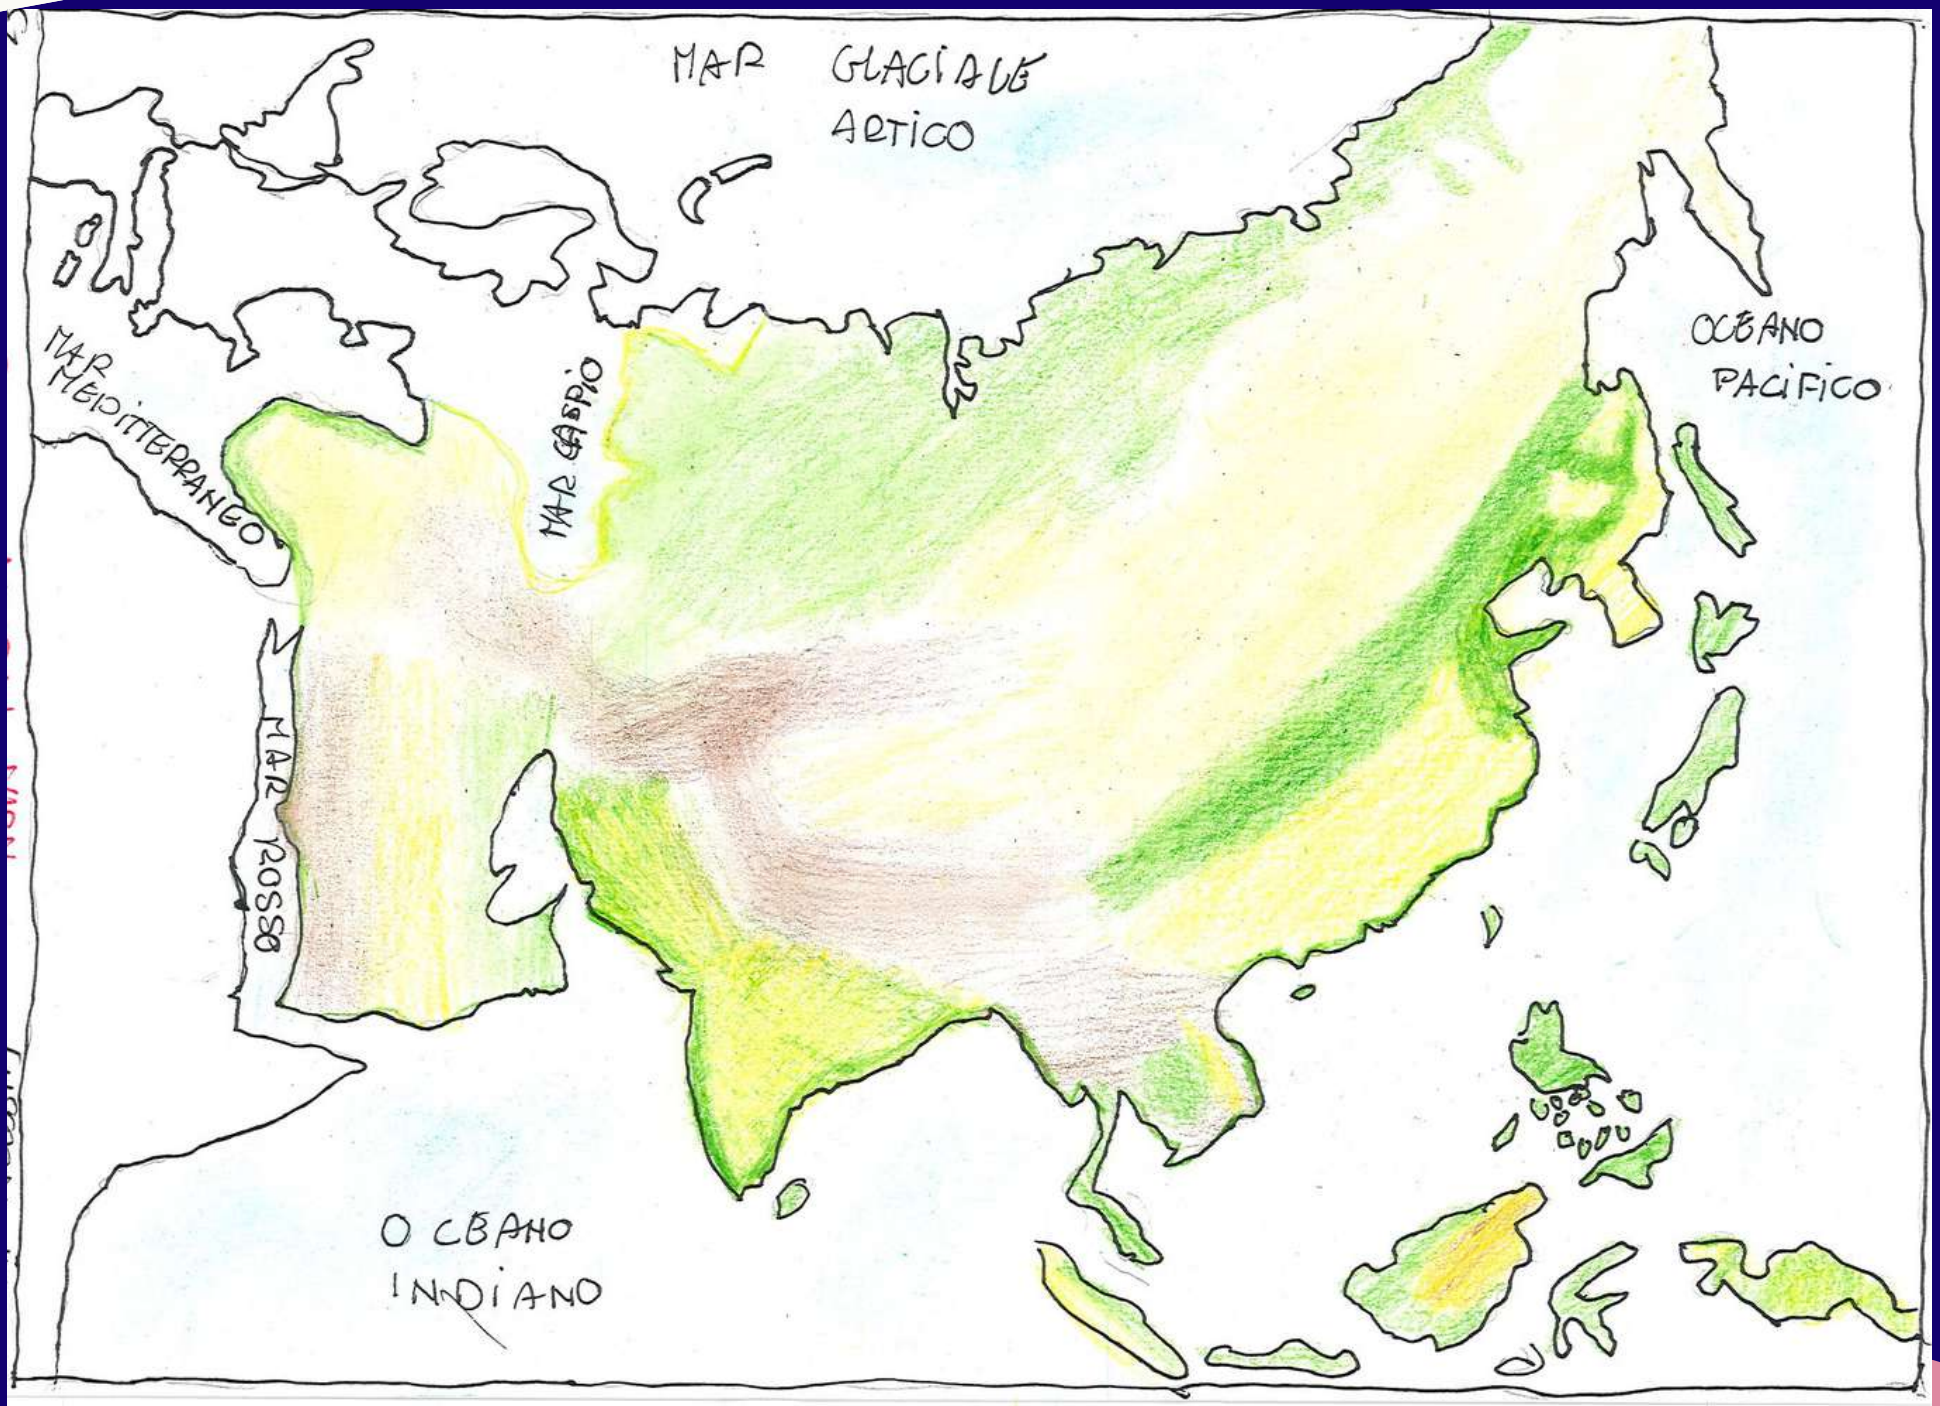 MAR GLACIALE
ARTICO
OCEANO
PACIFICO
MAR
MEDITERRANEO
MAR CASPIO
MAR ROSSO
OCEANO
INDIANO